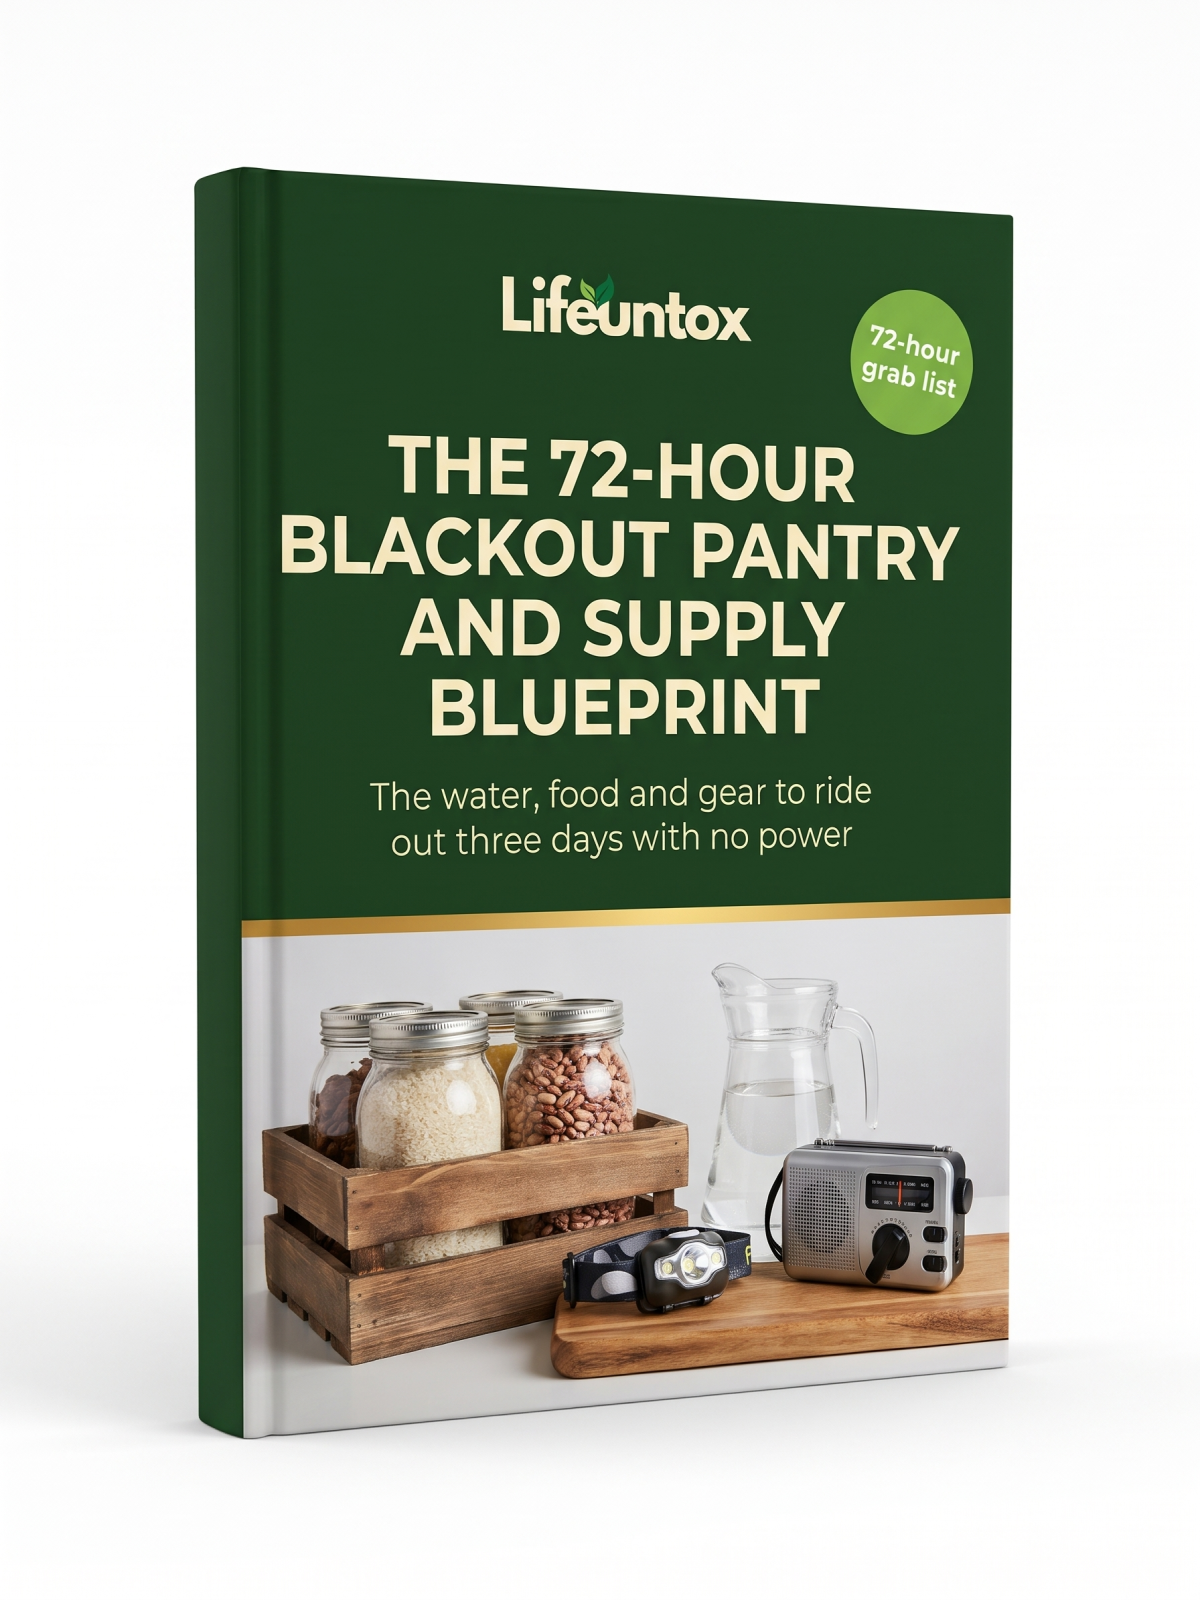 Lifeuntox
72-hour
grab list
THE 72-HOUR
BLACKOUT PANTRY
AND SUPPLY
BLUEPRINT
The water, food and gear to ride
out three days with no power